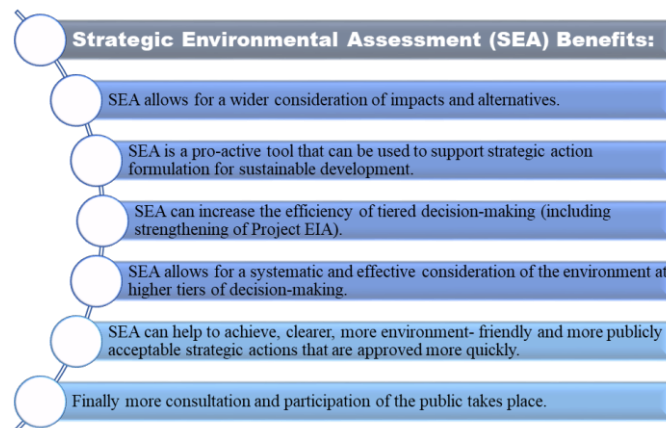 Strategic Environmental Assessment (SEA) Benefits:
SEA allows for a wider consideration of impacts and alternatives.
SEA is a pro-active tool that can be used to support strategic action
formulation for sustainable development.
SEA can increase the efficiency of tiered decision-making (including
strengthening of Project EIA).
SEA allows for a systematic and effective consideration of the environment at
higher tiers of decision-making.
SEA can help to achieve, clearer, more environment- friendly and more publicly
acceptable strategic actions that are approved more quickly.
Finally more consultation and participation of the public takes place.